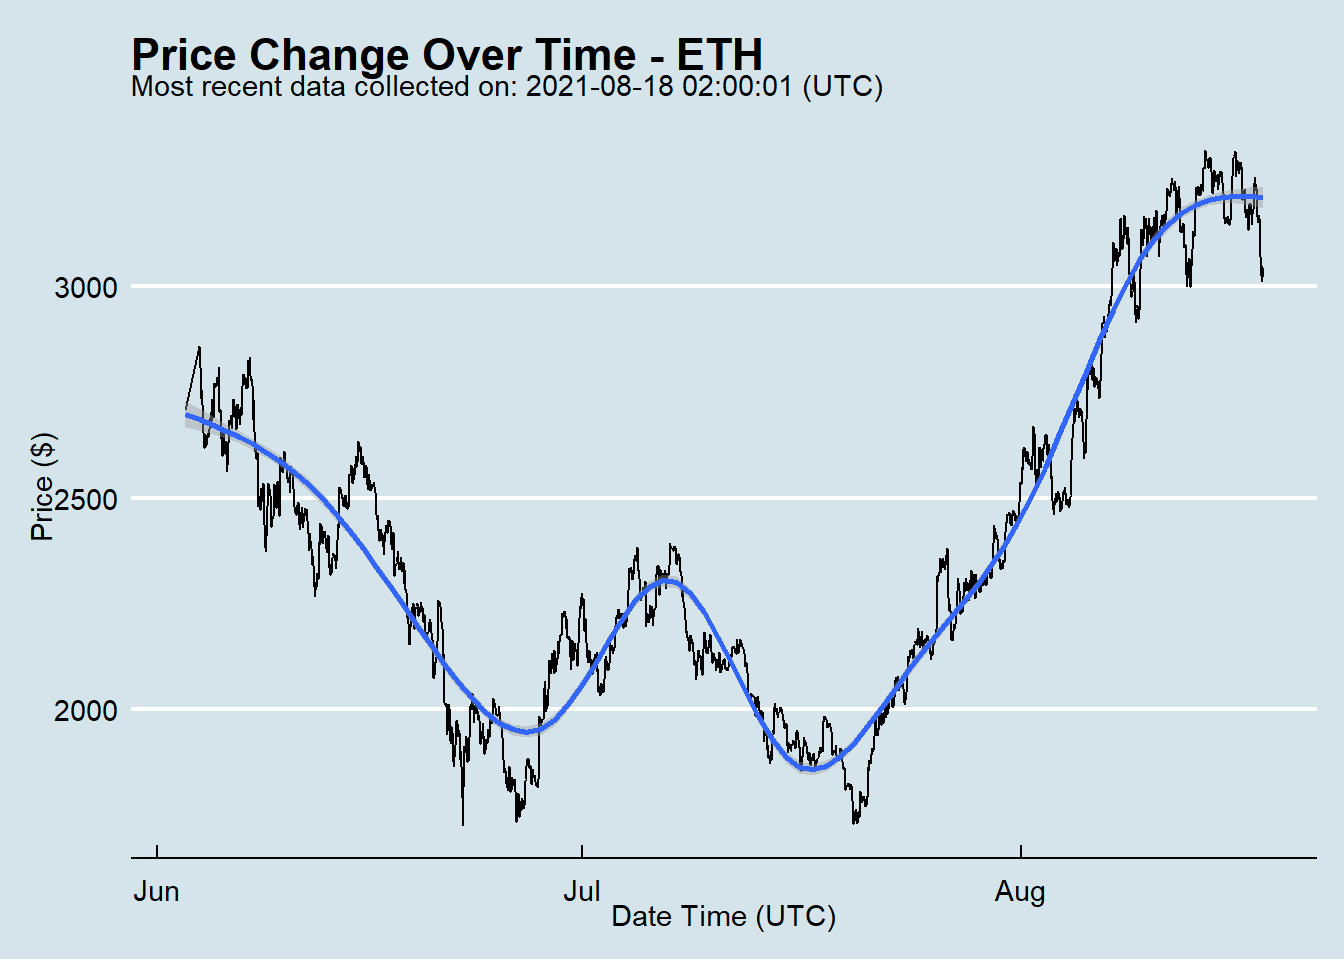 Price Change Over Time - ETH
Most recent data collected on: 2021-08-18 02:00:01 (UTC)
Price ($)
3000
2500
2000
Jun
Jul
Aug
Date Time (UTC)